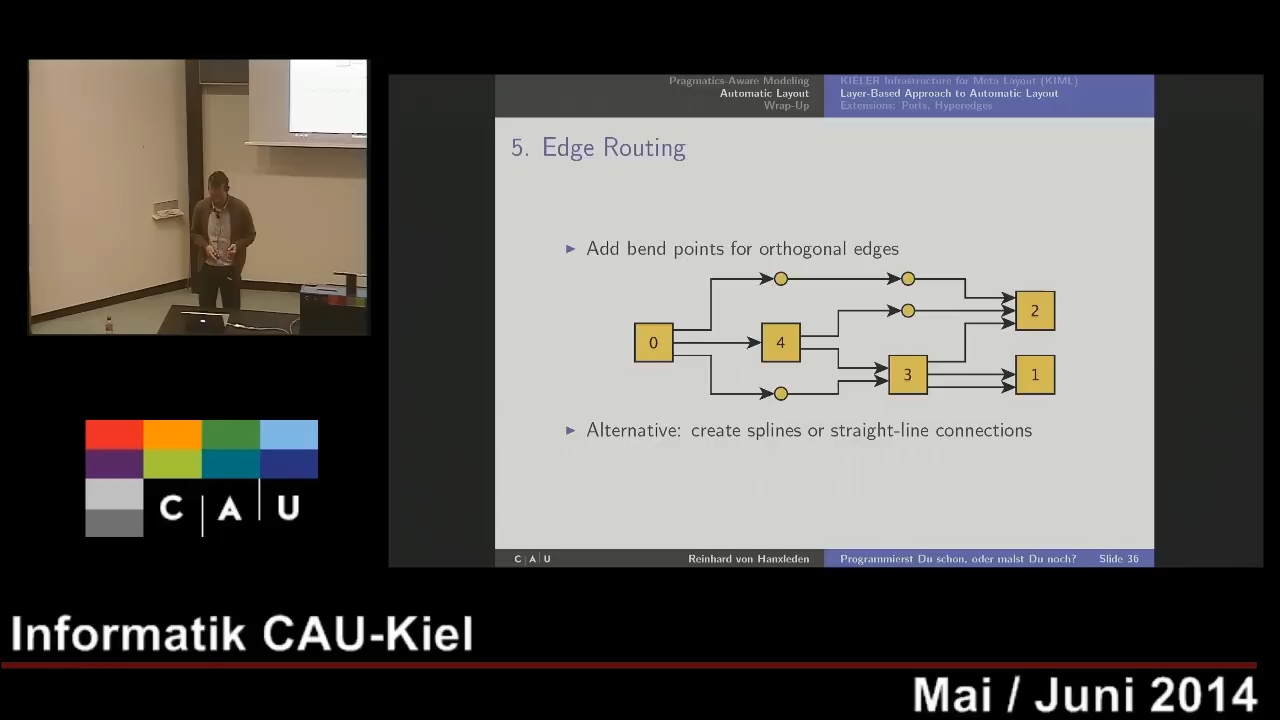 Pragmatics-Aware Modeling
Automatic Layout
Wrap-Up
KIELER Infrastructure for Meta Layout (KIML)
Layer-Based Approach to Automatic Layout
Extensions: Ports, Hyperedges
5. Edge Routing
Add bend points for orthogonal edges
0
4
3
2
1
Alternative: create splines or straight-line connections
C A U
Reinhard von Hanxleden
Programmierst Du schon, oder malst Du noch?
Slide 36
C A U
Informatik CAU-Kiel
Mai / Juni 2014